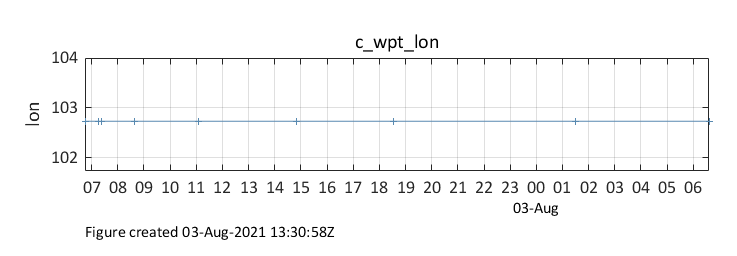 c_wpt_lon
104
103
102
lon
07 08 09 10 11 12 13 14 15 16 17 18 19 20 21 22 23 00 01 02 03 04 05 06
03-Aug
Figure created 03-Aug-2021 13:30:58Z